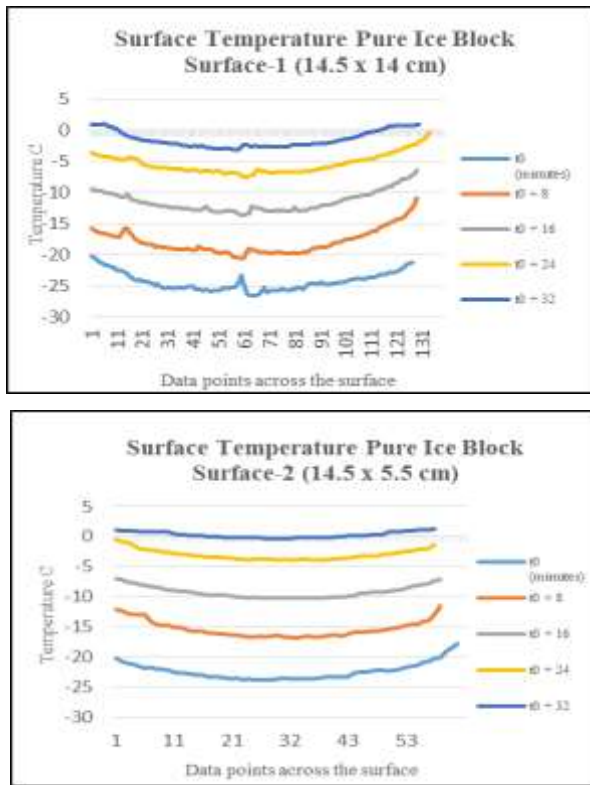 Surface Temperature Pure Ice Block
Surface-1 (14.5 x 14 cm)
5
0
-5
-10
-15
-20
-25
-30
Temperature C
1
11
21
31
41
51
61
71
81
91
101
111
121
131
Data points across the surface
t0
(minutes)
t0 + 8
t0 + 16
t0 + 24
t0 + 32
Surface Temperature Pure Ice Block
Surface-2 (14.5 x 5.5 cm)
5
0
-5
-10
-15
-20
-25
-30
Temperature C
1
11
21
32
43
53
Data points across the surface
t0
(minutes)
t0 + 8
t0 + 16
t0 + 24
t0 + 32